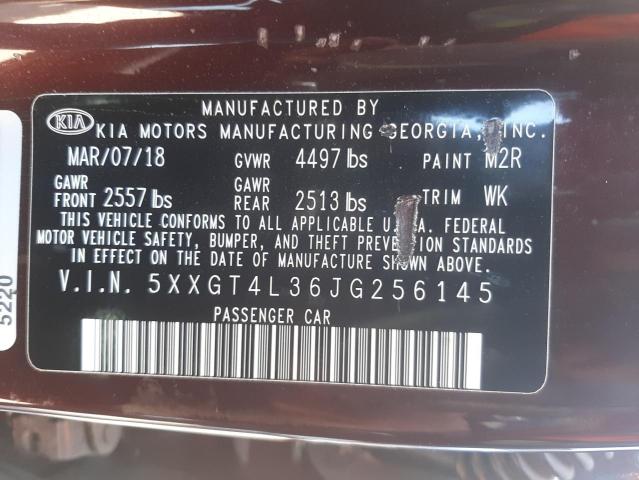 MANUFACTURED BY
KIA KIA MOTORS MANUFACTURING GEORGIA, INC.
MAR/07/18 GVWR 4497 lbs PAINT M2R
GAWR FRONT 2557 lbs GAWR REAR 2513 lbs TRIM WK
THIS VEHICLE CONFORMS TO ALL APPLICABLE U.S.A. FEDERAL
MOTOR VEHICLE SAFETY, BUMPER, AND THEFT PREVENTION STANDARDS
IN EFFECT ON THE DATE OF MANUFACTURE SHOWN ABOVE.
V.I.N. 5XXGT4L36JG256145
PASSENGER CAR
5220